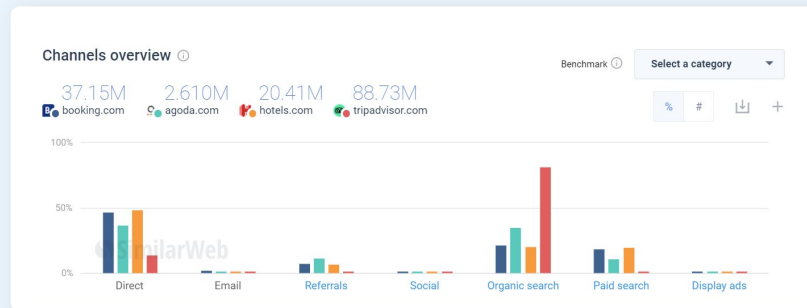 Channels overview
Benchmark
Select a category
37.15M 2.610M 20.41M 88.73M
booking.com agoda.com hotels.com tripadvisor.com
% #
100%
50%
SimilarWeb
0%
Direct Email Referrals Social Organic search Paid search Display ads